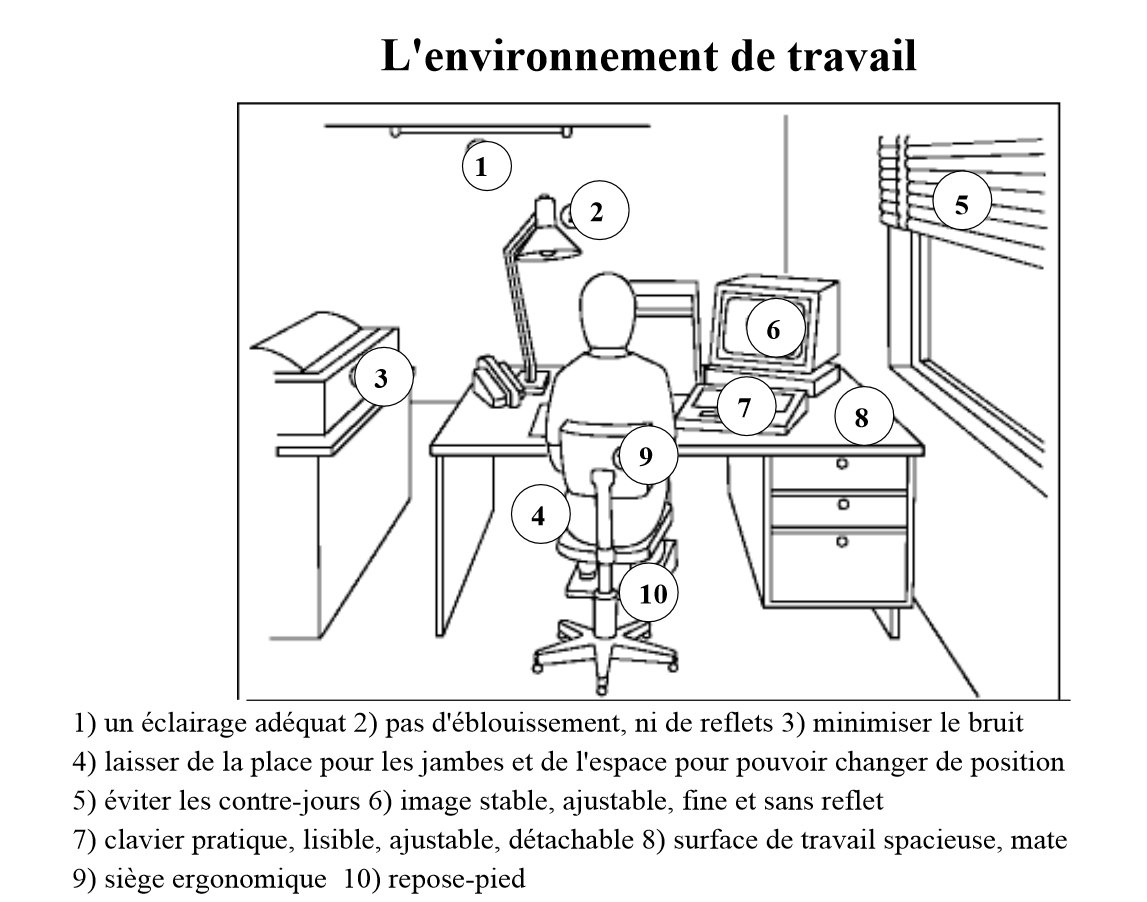 L'environnement de travail
1
2
5
6
3
7
8
9
4
10
1) un éclairage adéquat 2) pas d'éblouissement, ni de reflets 3) minimiser le bruit
4) laisser de la place pour les jambes et de l'espace pour pouvoir changer de position
5) éviter les contre-jours 6) image stable, ajustable, fine et sans reflet
7) clavier pratique, lisible, ajustable, détachable 8) surface de travail spacieuse, mate
9) siège ergonomique 10) repose-pied